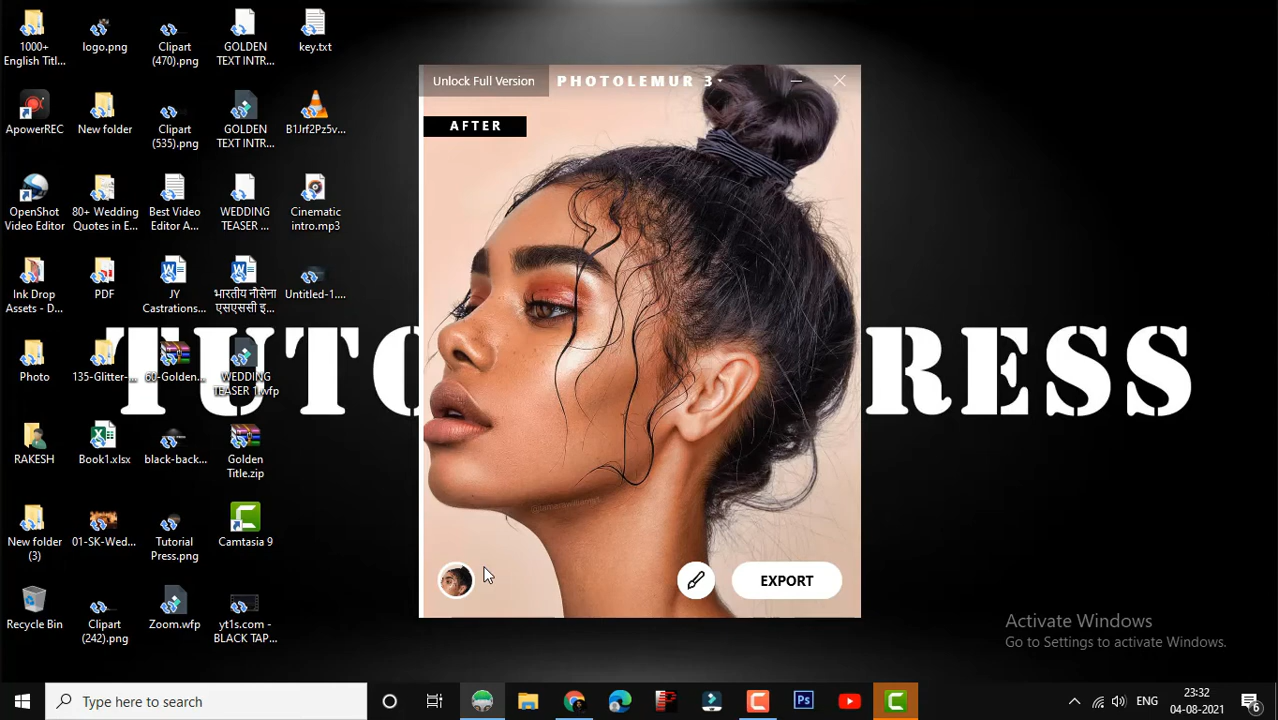 1000+
English Titl...
logo.png
Clipart
(470).png
GOLDEN
TEXT INTR...
key.txt
ApowerREC
New folder
Clipart
(535).png
GOLDEN
TEXT INTR...
B1Jrf2Pz5v...
OpenShot
Video Editor
80+ Wedding
Quotes in E...
Best Video
Editor A...
WEDDING
TEASER ...
Cinematic
intro.mp3
Ink Drop
Assets - D...
PDF
JY
Castrations...
भारतीय नौसेना
एसएससी इ...
Untitled-1....
Photo
135-Glitter-...
60-Golden...
WEDDING
TEASER 1.wfp
RAKESH
Book1.xlsx
black-back...
Golden
Title.zip
New folder
(3)
01-SK-Wed...
Tutorial
Press.png
Camtasia 9
Recycle Bin
Clipart
(242).png
Zoom.wfp
yt1s.com -
BLACK TAP...
TUTO
RESS
Unlock Full Version
PHOTOLEMUR 3
AFTER
EXPORT
Activate Windows
Go to Settings to activate Windows.
Type here to search
Ps
ENG
23:32
04-08-2021
6